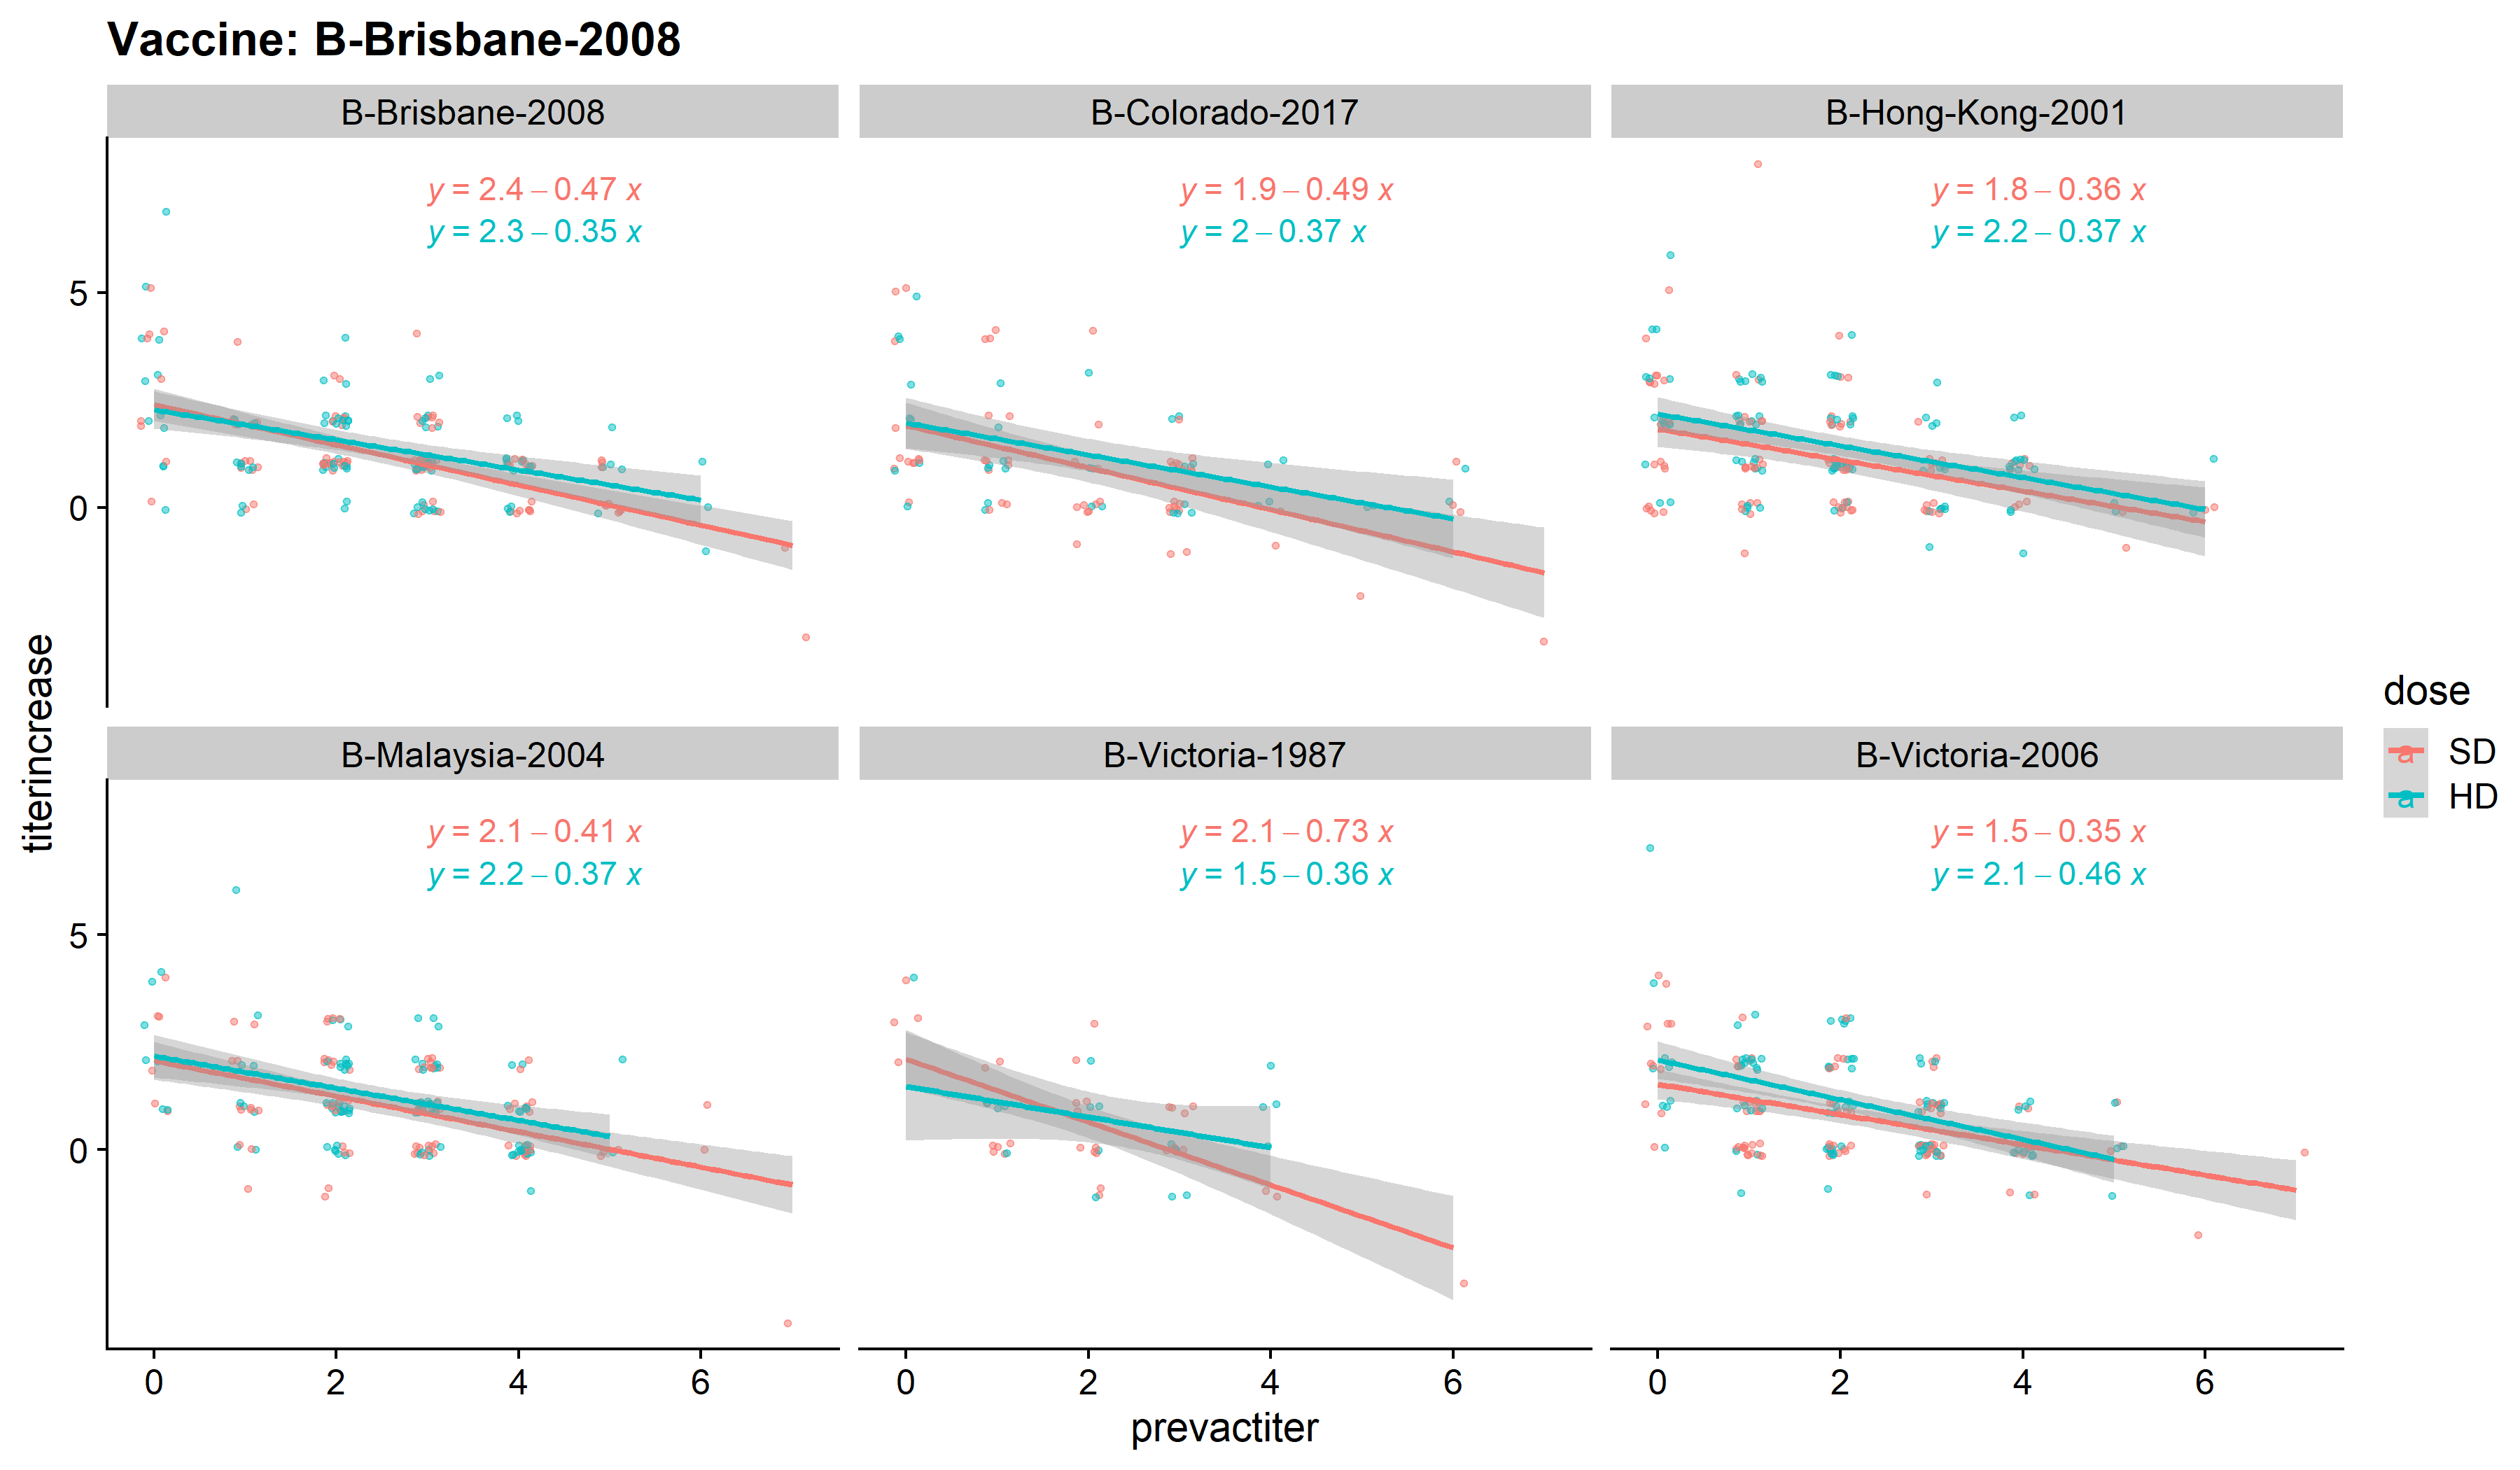 Vaccine: B-Brisbane-2008
B-Brisbane-2008
B-Colorado-2017
B-Hong-Kong-2001
y = 2.4 – 0.47 x
y = 2.3 – 0.35 x
y = 1.9 – 0.49 x
y = 2 – 0.37 x
y = 1.8 – 0.36 x
y = 2.2 – 0.37 x
5
0
B-Malaysia-2004
B-Victoria-1987
B-Victoria-2006
y = 2.1 – 0.41 x
y = 2.2 – 0.37 x
y = 2.1 – 0.73 x
y = 1.5 – 0.36 x
y = 1.5 – 0.35 x
y = 2.1 – 0.46 x
5
0
0 2 4 6
0 2 4 6
0 2 4 6
prevactiter
titerincrease
dose
a SD
a HD